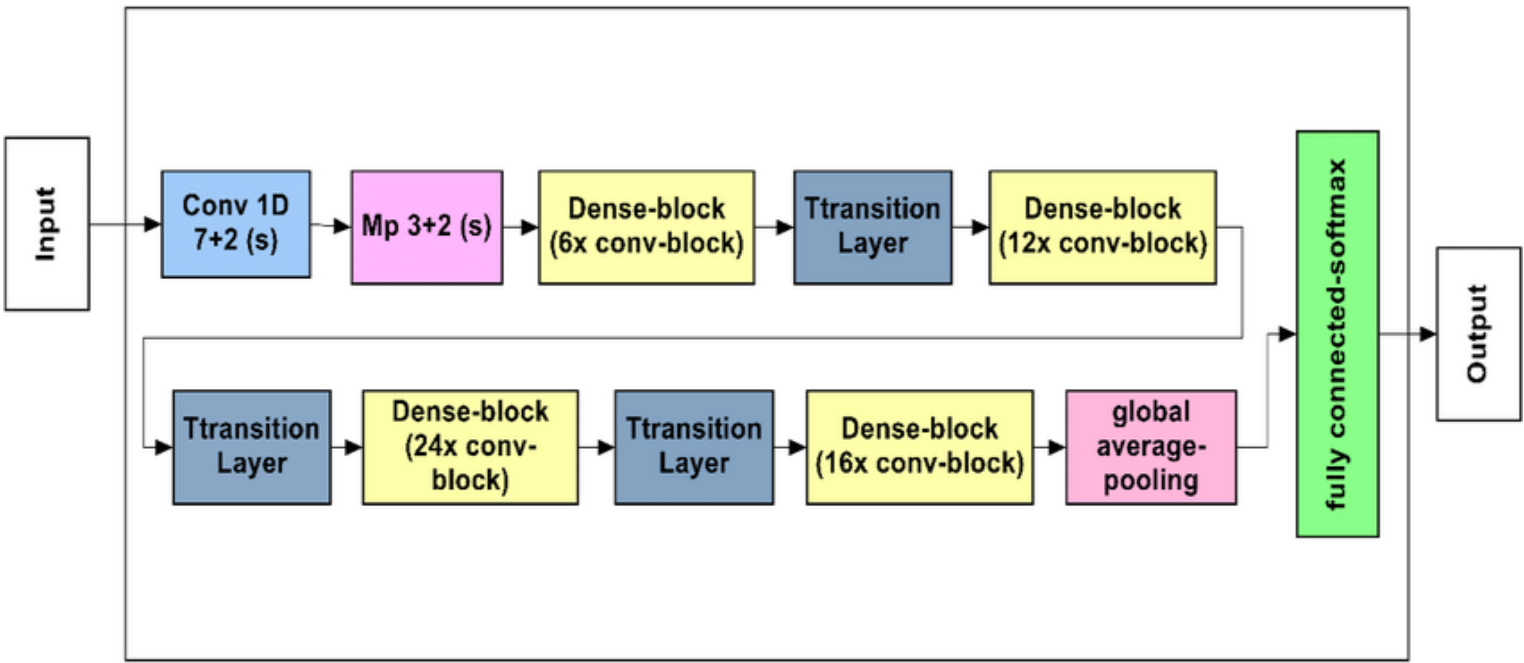 Input
Conv 1D
7+2 (s)
Mp 3+2 (s)
Dense-block
(6x conv-block)
Ttransition
Layer
Dense-block
(12x conv-block)
Ttransition
Layer
Dense-block
(24x conv-
block)
Ttransition
Layer
Dense-block
(16x conv-block)
global
average-
pooling
fully connected-softmax
Output